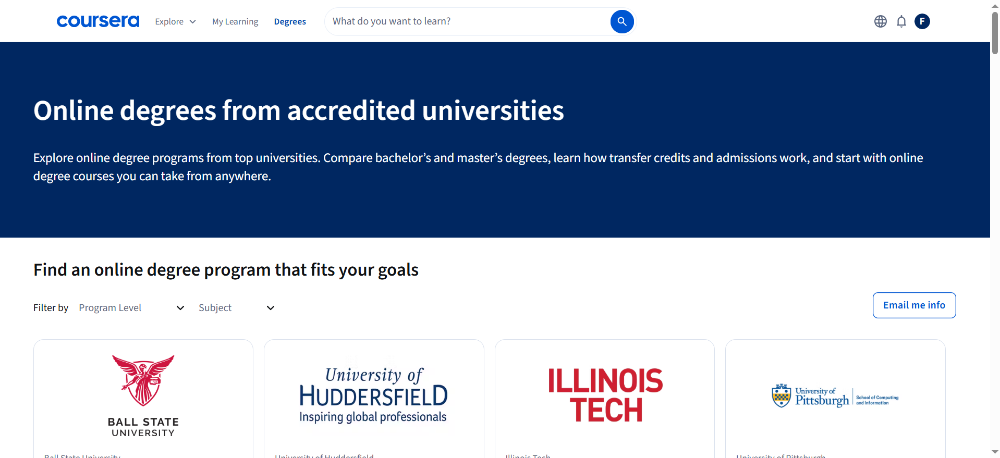 coursera
Explore
My Learning
Degrees
What do you want to learn?
F
Online degrees from accredited universities
Explore online degree programs from top universities. Compare bachelor’s and master’s degrees, learn how transfer credits and admissions work, and start with online
degree courses you can take from anywhere.
Find an online degree program that fits your goals
Filter by
Program Level
Subject
Email me info
BALL STATE
UNIVERSITY
University of
HUDDERSFIELD
Inspiring global professionals
ILLINOIS
TECH
University of
Pittsburgh
School of Computing
and Information
Ball State University
University of Huddersfield
Illinois Tech
University of Pittsburgh